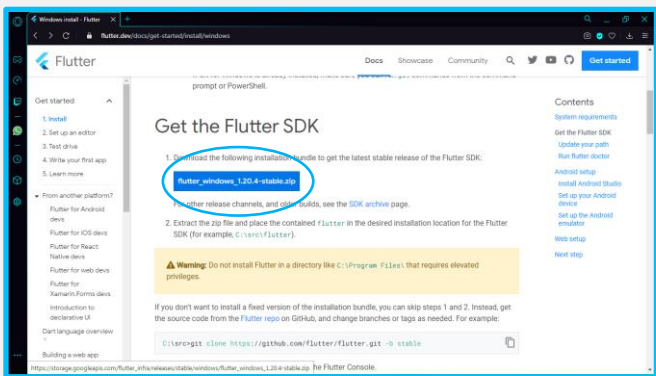 Windows install - Flutter
flutter.dev/docs/get-started/install/windows
Flutter
Docs Showcase Community Get started
prompt or PowerShell.
Get started
1. Install
2. Set up an editor
3. Test drive
4. Write your first app
5. Learn more
From another platform?
Flutter for Android
devs
Flutter for iOS devs
Flutter for React
Native devs
Flutter for web devs
Flutter for
Xamarin.Forms devs
Introduction to
declarative UI
Dart language overview
Building a web app
Get the Flutter SDK
1. Download the following installation bundle to get the latest stable release of the Flutter SDK:
flutter_windows_1.20.4-stable.zip
For other release channels, and older builds, see the SDK archive page.
2. Extract the zip file and place the contained flutter in the desired installation location for the Flutter
SDK (for example, C:\src\flutter).
Warning: Do not install Flutter in a directory like C:\Program Files\ that requires elevated
privileges.
If you don't want to install a fixed version of the installation bundle, you can skip steps 1 and 2. Instead, get
the source code from the Flutter repo on GitHub, and change branches or tags as needed. For example:
C:\src>git clone https://github.com/flutter/flutter.git -b stable
he Flutter Console.
Contents
System requirements
Get the Flutter SDK
Update your path
Run flutter doctor
Android setup
Install Android Studio
Set up your Android
device
Set up the Android
emulator
Web setup
Next step
https://storage.googleapis.com/flutter_infra/releases/stable/windows/flutter_windows_1.20.4-stable.zip